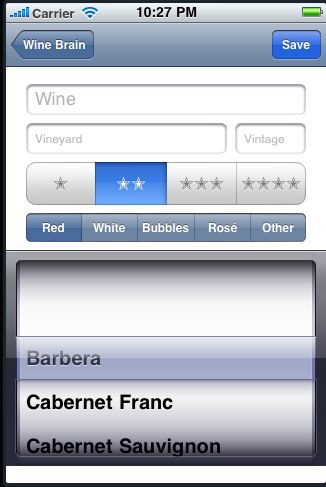 Carrier 10:27 PM
Wine Brain Save
Wine
Vineyard Vintage
Red White Bubbles Rosé Other
Barbera
Cabernet Franc
Cabernet Sauvignon